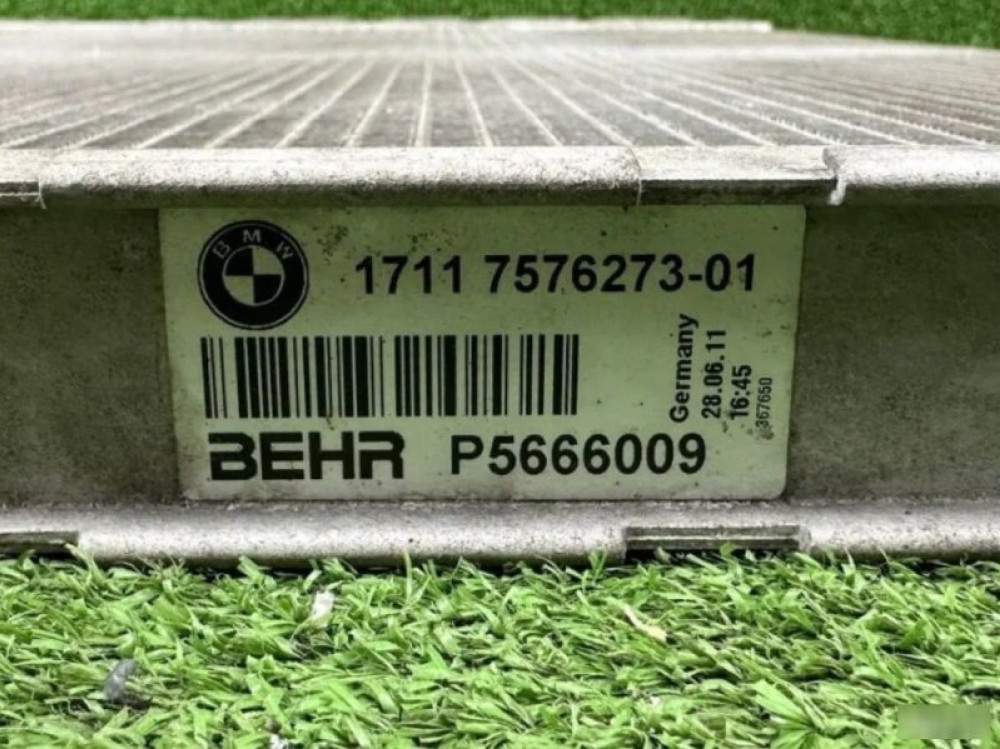 BMW
1711 7576273-01
Germany
28.06.11
16:45
367650
BEHR P5666009